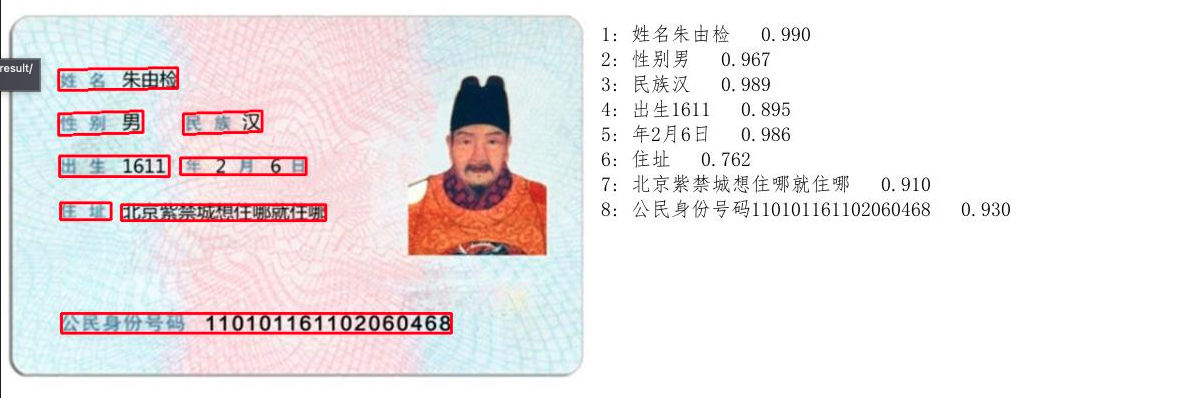 result/
姓名 朱由检
性别 男 民族 汉
出生 1611 年 2 月 6 日
住址 北京紫禁城想住哪就住哪
公民身份号码 110101161102060468
1: 姓名朱由检 0.990
2: 性别男 0.967
3: 民族汉 0.989
4: 出生1611 0.895
5: 年2月6日 0.986
6: 住址 0.762
7: 北京紫禁城想住哪就住哪 0.910
8: 公民身份号码110101161102060468 0.930